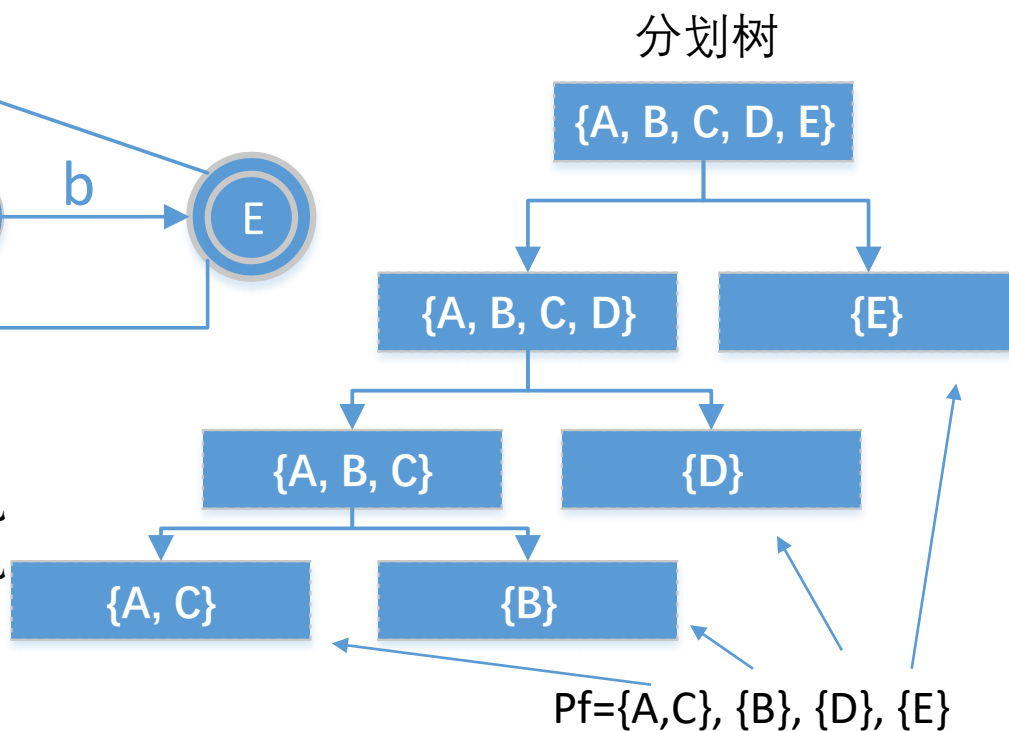 分划树
{A, B, C, D, E}
b
E
{A, B, C, D}
{E}
{A, B, C}
{D}
{A, C}
{B}
Pf={A,C}, {B}, {D}, {E}